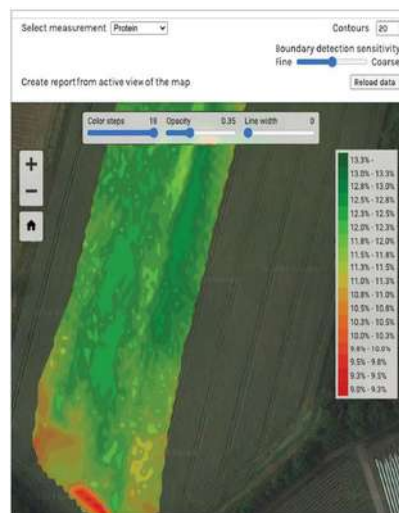 Select measurement Protein Contours 20
Boundary detection sensitivity
Fine Coarse
Create report from active view of the map Reload data
Color steps 18 Opacity 0.35 Line width 0
+
−
13.3% -
13.0% - 13.3%
12.8% - 13.0%
12.5% - 12.8%
12.3% - 12.5%
12.0% - 12.3%
11.8% - 12.0%
11.5% - 11.8%
11.3% - 11.5%
11.0% - 11.3%
10.8% - 11.0%
10.5% - 10.8%
10.3% - 10.5%
10.0% - 10.3%
9.8% - 10.0%
9.5% - 9.8%
9.3% - 9.5%
9.0% - 9.3%